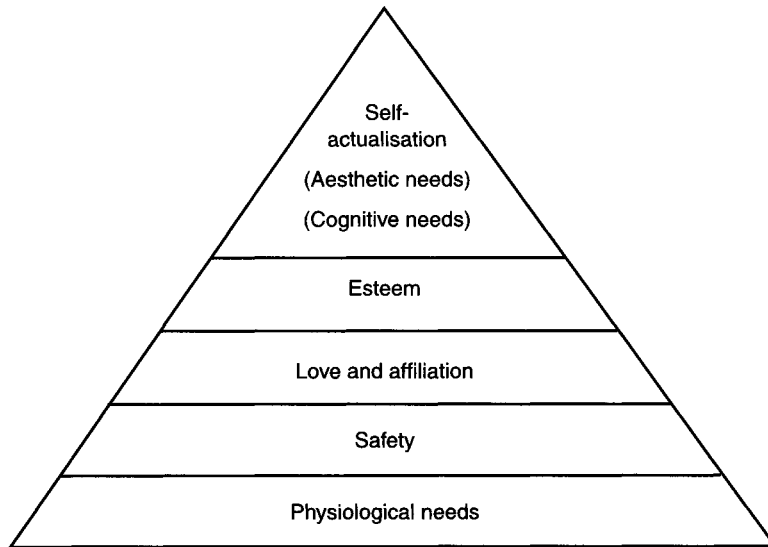 Self-
actualisation
(Aesthetic needs)
(Cognitive needs)
Esteem
Love and affiliation
Safety
Physiological needs